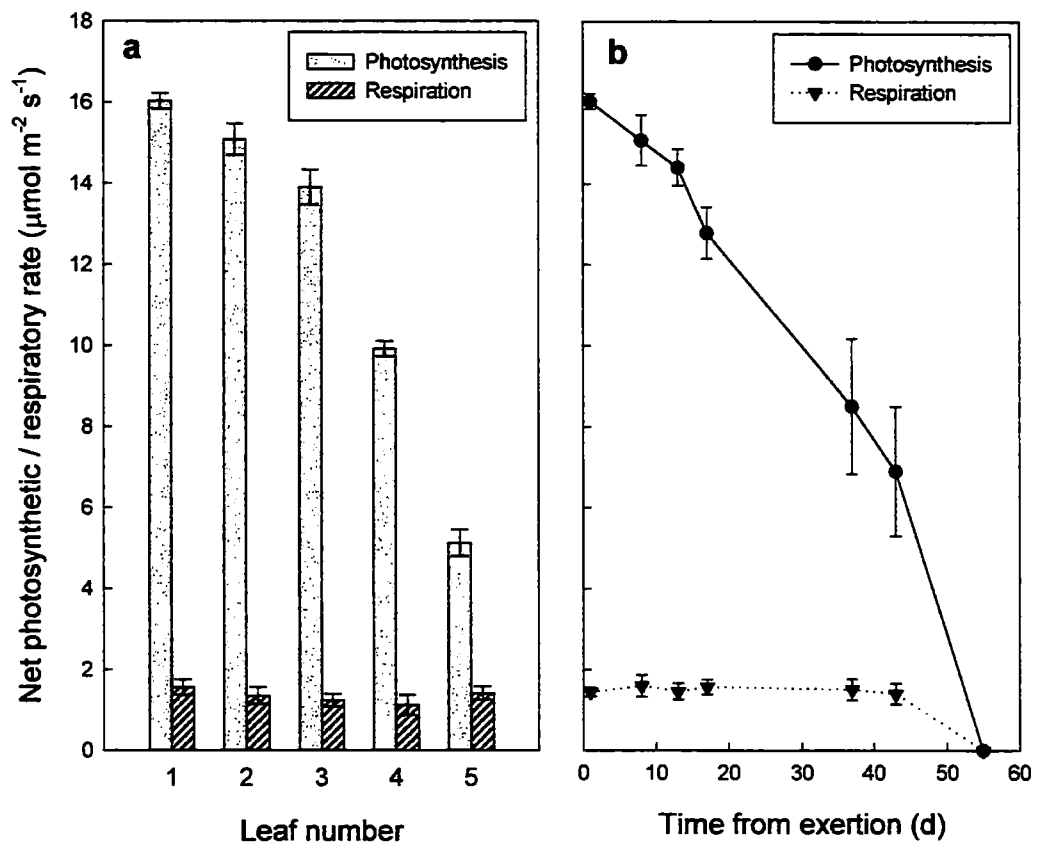 Net photosynthetic / respiratory rate (μmol m⁻² s⁻¹)
18
16
14
12
10
8
6
4
2
0
a
Photosynthesis
Respiration
1 2 3 4 5
Leaf number
b
Photosynthesis
Respiration
0 10 20 30 40 50 60
Time from exertion (d)